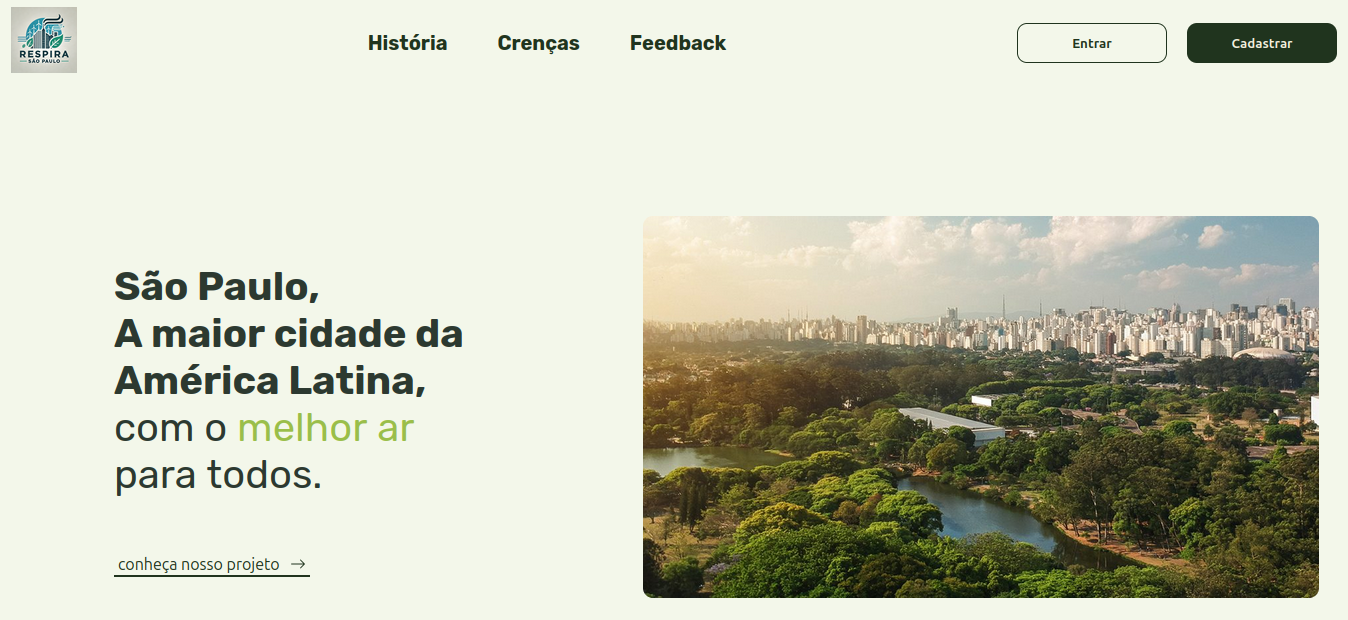 RESPIRA
SÃO PAULO
História
Crenças
Feedback
Entrar
Cadastrar
São Paulo,
A maior cidade da
América Latina,
com o melhor ar
para todos.
conheça nosso projeto →